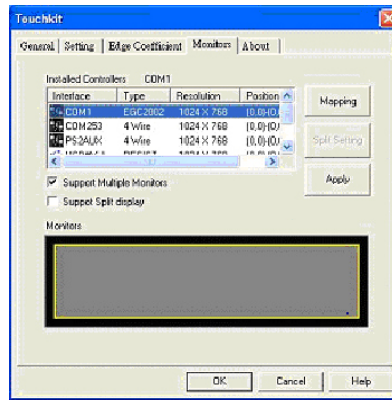 Touchkit
General Setting Edge Coefficient Monitors About
Installed Controllers COM1
Interface Type Resolution Position
COM1 EGC2002 1024 X 768 (0,0)-(0,
COM253 4 Wire 1024 X 768 (0,0)-(0,
PS2AUX 4 Wire 1024 X 768 (0,0)-(0,
Mapping
Split Setting
Apply
Support Multiple Monitors
Suppot Split display
Monitors
OK Cancel Help